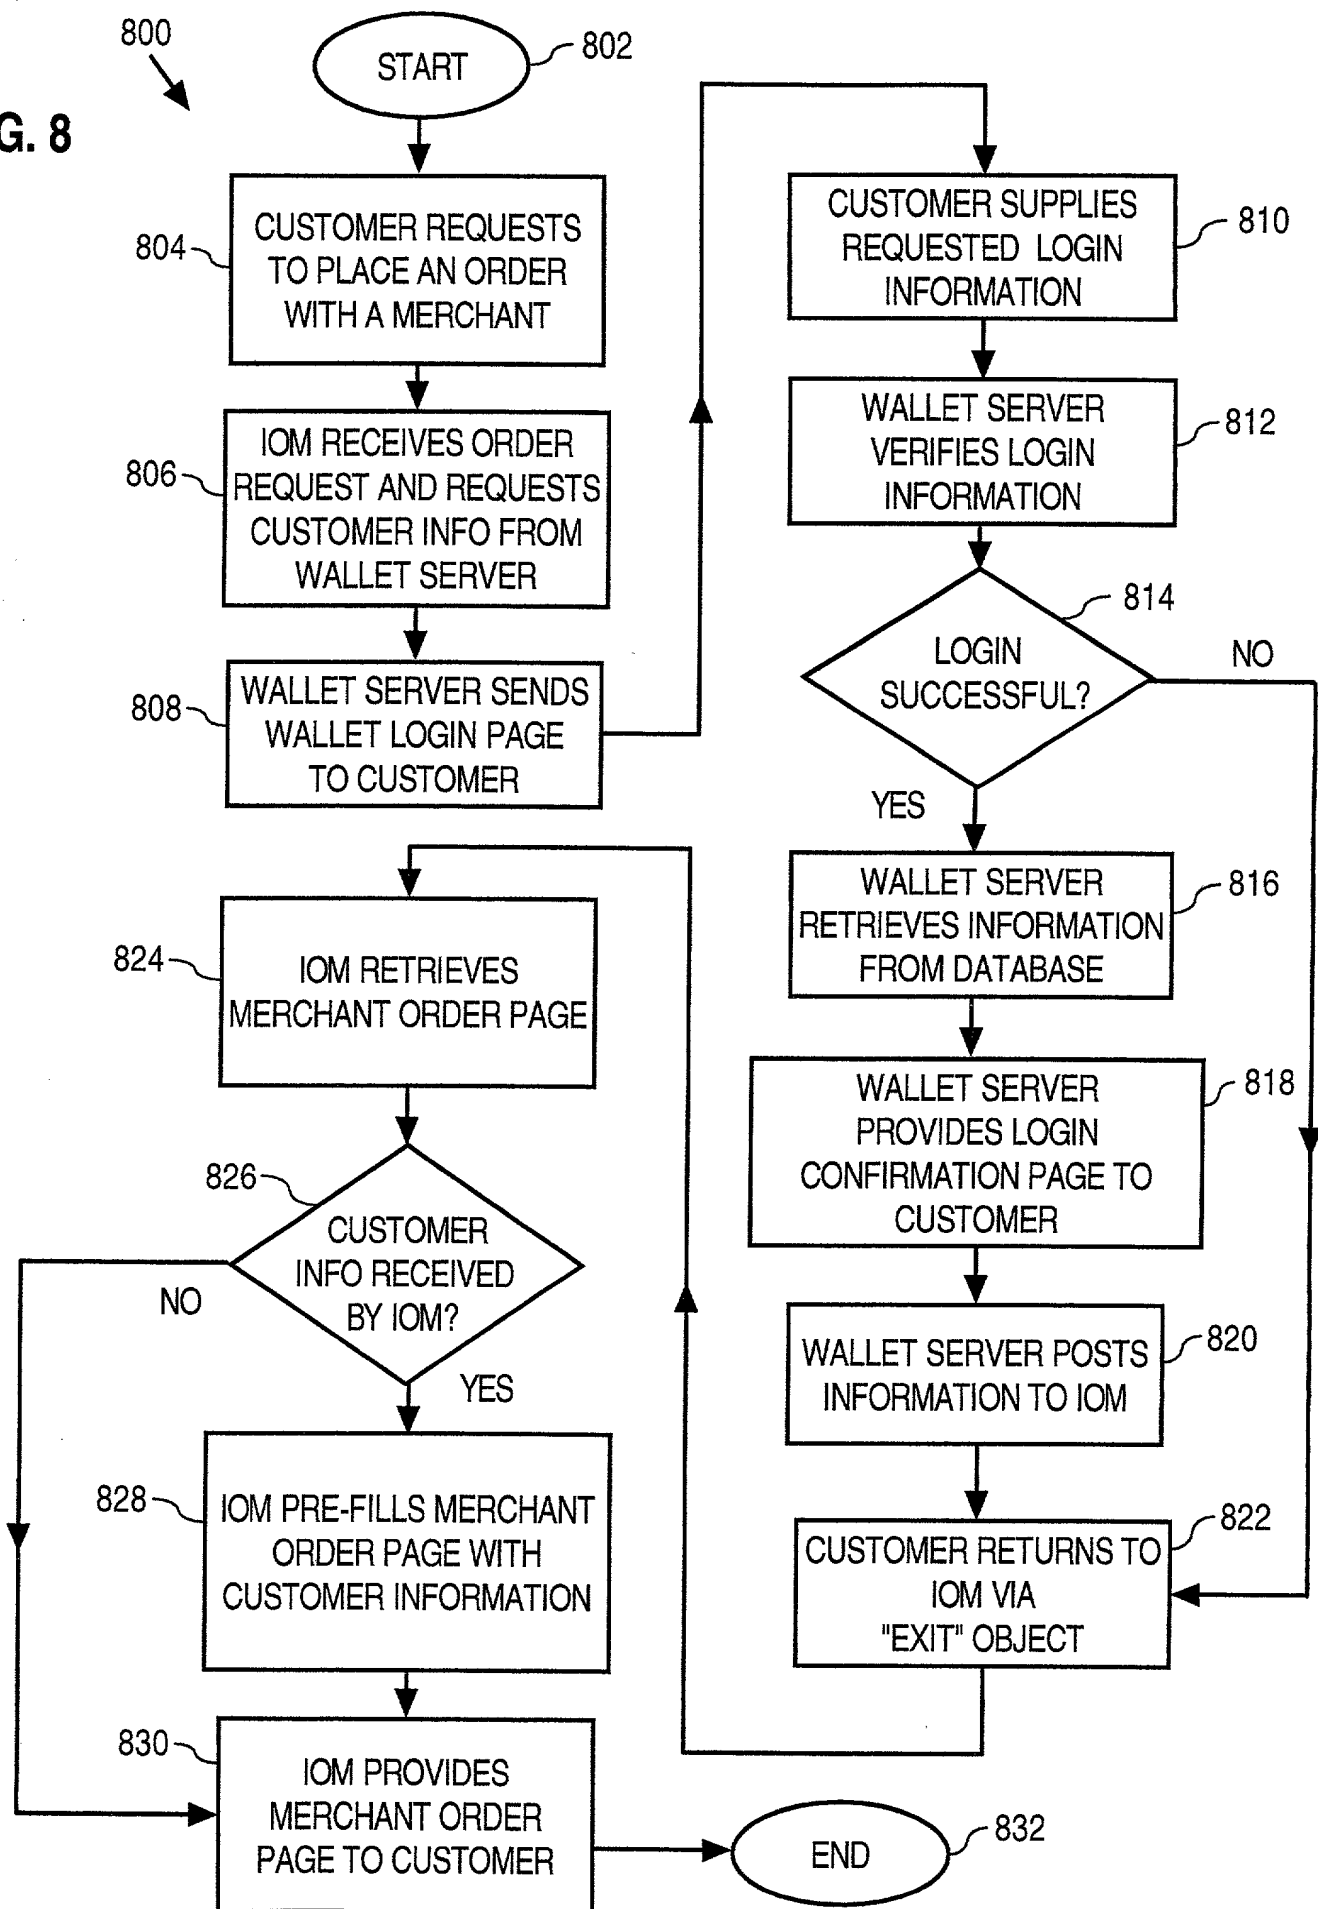 800
G. 8
START
802
804
CUSTOMER REQUESTS
TO PLACE AN ORDER
WITH A MERCHANT
806
IOM RECEIVES ORDER
REQUEST AND REQUESTS
CUSTOMER INFO FROM
WALLET SERVER
808
WALLET SERVER SENDS
WALLET LOGIN PAGE
TO CUSTOMER
CUSTOMER SUPPLIES
REQUESTED LOGIN
INFORMATION
810
WALLET SERVER
VERIFIES LOGIN
INFORMATION
812
LOGIN
SUCCESSFUL?
814
NO
YES
WALLET SERVER
RETRIEVES INFORMATION
FROM DATABASE
816
WALLET SERVER
PROVIDES LOGIN
CONFIRMATION PAGE TO
CUSTOMER
818
WALLET SERVER POSTS
INFORMATION TO IOM
820
CUSTOMER RETURNS TO
IOM VIA
"EXIT" OBJECT
822
824
IOM RETRIEVES
MERCHANT ORDER PAGE
826
CUSTOMER
INFO RECEIVED
BY IOM?
NO
YES
828
IOM PRE-FILLS MERCHANT
ORDER PAGE WITH
CUSTOMER INFORMATION
830
IOM PROVIDES
MERCHANT ORDER
PAGE TO CUSTOMER
END
832